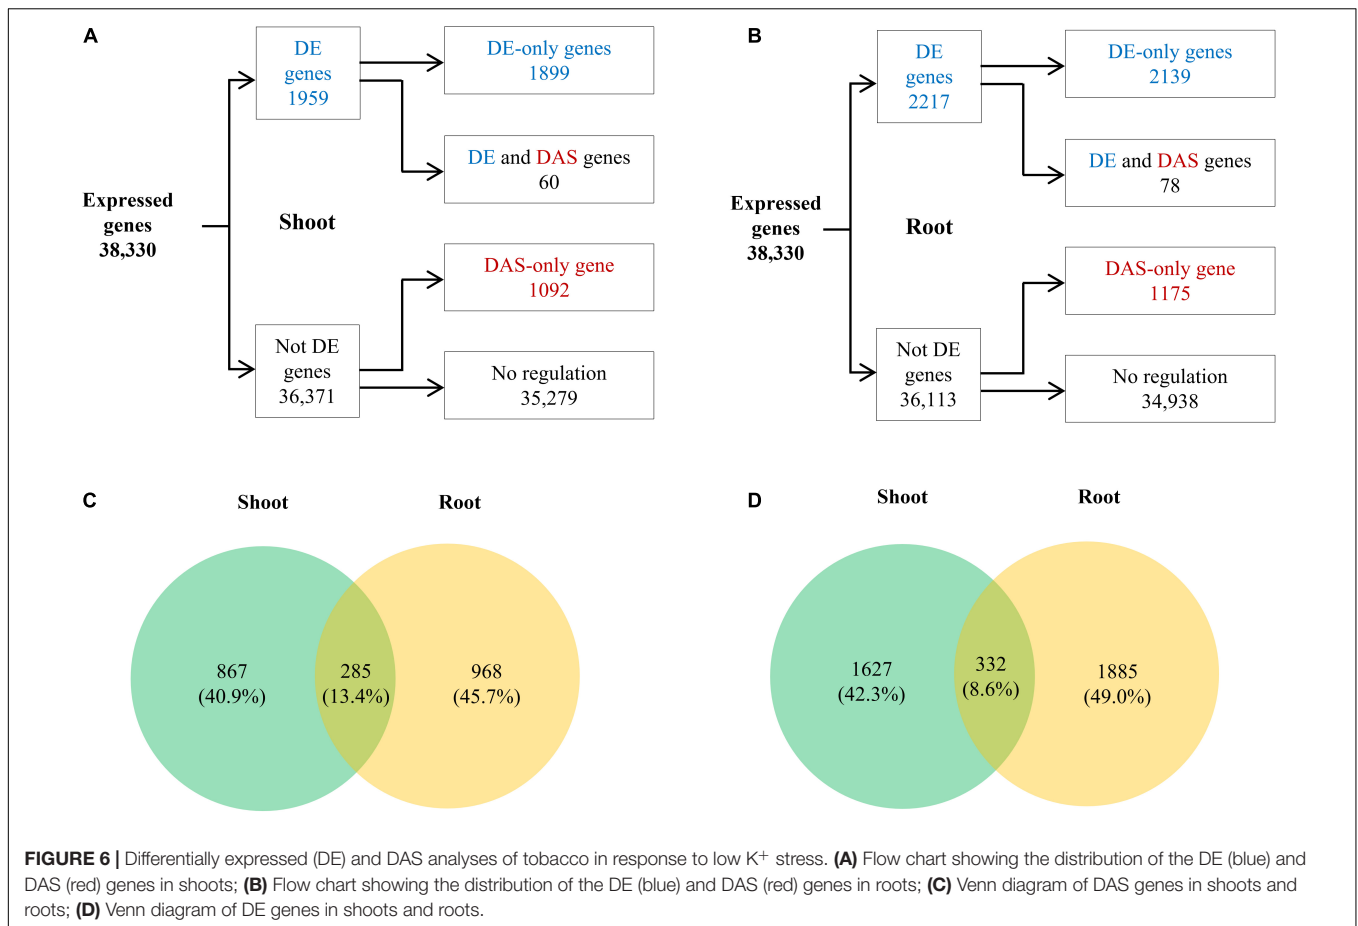 A
DE
genes
1959
DE-only genes
1899
DE and DAS genes
60
Expressed
genes
38,330
Shoot
DAS-only gene
1092
Not DE
genes
36,371
No regulation
35,279
B
DE
genes
2217
DE-only genes
2139
DE and DAS genes
78
Expressed
genes
38,330
Root
DAS-only gene
1175
Not DE
genes
36,113
No regulation
34,938
C
Shoot
Root
867
(40.9%)
285
(13.4%)
968
(45.7%)
D
Shoot
Root
1627
(42.3%)
332
(8.6%)
1885
(49.0%)
FIGURE 6 | Differentially expressed (DE) and DAS analyses of tobacco in response to low K+ stress. (A) Flow chart showing the distribution of the DE (blue) and
DAS (red) genes in shoots; (B) Flow chart showing the distribution of the DE (blue) and DAS (red) genes in roots; (C) Venn diagram of DAS genes in shoots and
roots; (D) Venn diagram of DE genes in shoots and roots.